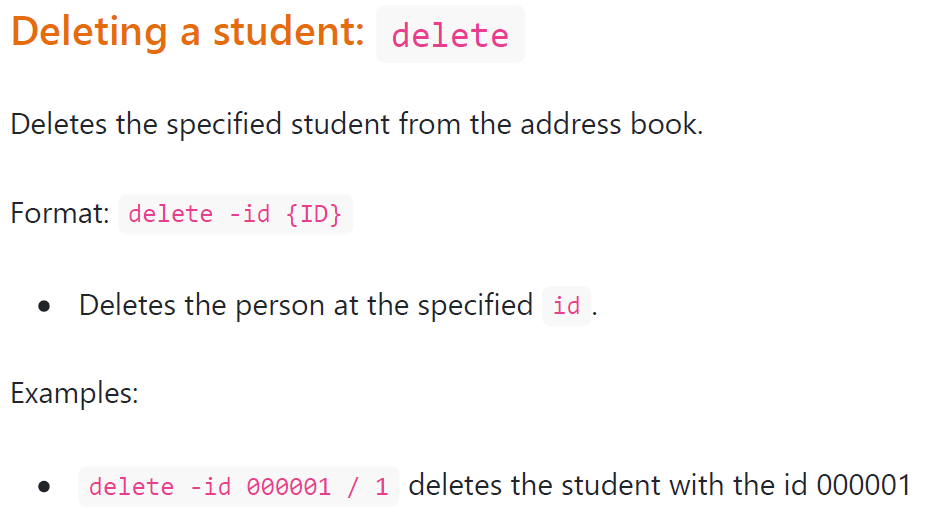 Deleting a student: delete
Deletes the specified student from the address book.
Format: delete -id {ID}
• Deletes the person at the specified id.
Examples:
• delete -id 000001 / 1 deletes the student with the id 000001